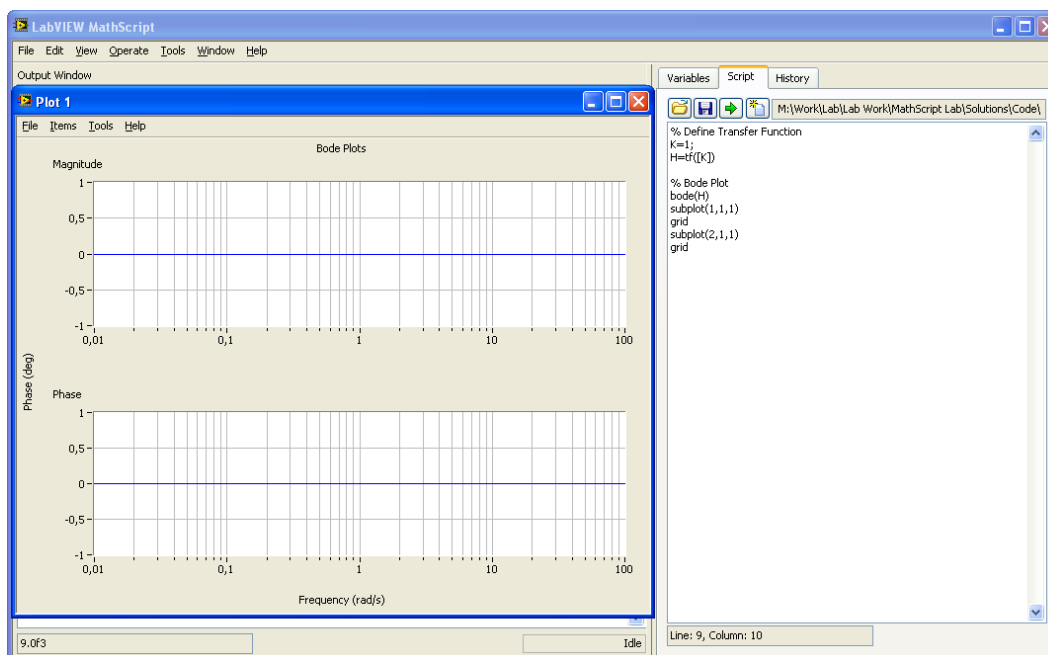 LabVIEW MathScript
File Edit View Operate Tools Window Help
Output Window
Plot 1
File Items Tools Help
Bode Plots
Magnitude
1
0,5
0
-0,5
-1
0,01 0,1 1 10 100
Phase (deg)
Phase
1
0,5
0
-0,5
-1
0,01 0,1 1 10 100
Frequency (rad/s)
9.0f3 Idle
Variables Script History
M:\Work\Lab\Lab Work\MathScript Lab\Solutions\Code\
% Define Transfer Function
K=1;
H=tf([K])
% Bode Plot
bode(H)
subplot(1,1,1)
grid
subplot(2,1,1)
grid
Line: 9, Column: 10